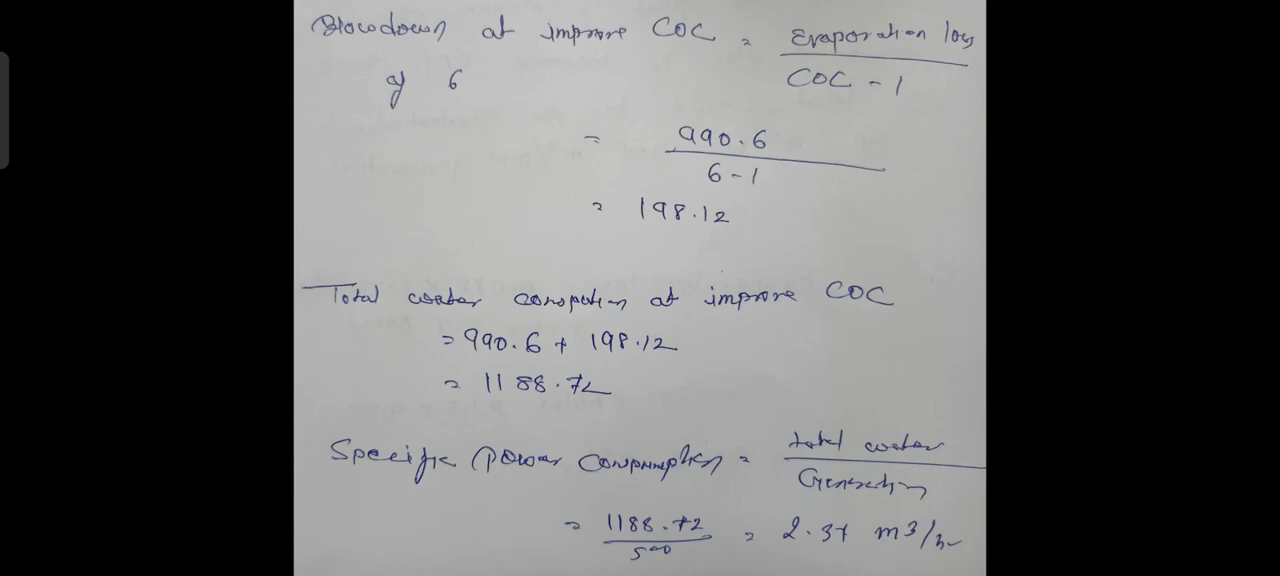 Blowdown at improve COC = Evaporation loss
of 6 COC - 1
= 990.6
6 - 1
= 198.12
Total water consption at improve COC
= 990.6 + 198.12
= 1188.72
Specific Power Consumption = total water
Generation
= 1188.72 = 2.37 m3/hr
500